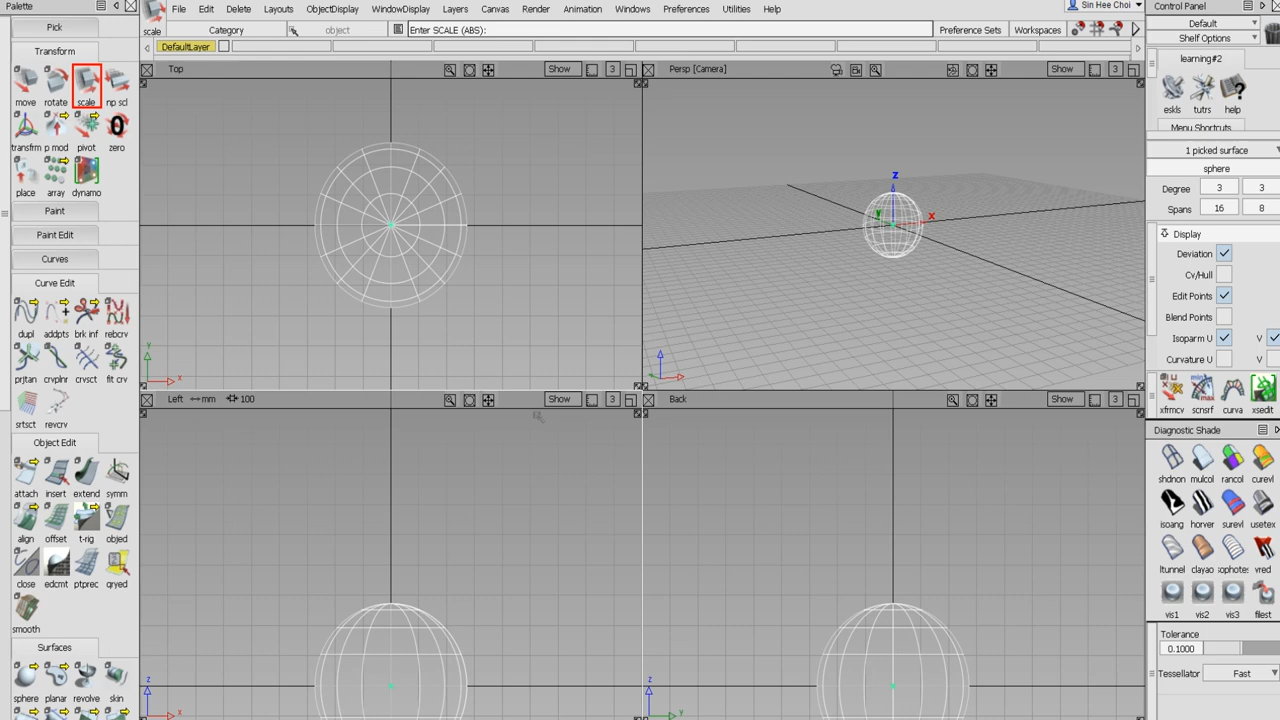 Palette
Pick
Transform
move rotate scale np scl
transfrm p mod pivot zero
place array dynamo
Paint
Paint Edit
Curves
Curve Edit
dupl addpts brk inf rebcrv
prjtan crvplnr crvsct fit crv
srtsct revcrv
Object Edit
attach insert extend symm
align offset t-rig objed
close edcmt ptprec qryed
smooth
Surfaces
sphere planar revolve skin
scale
File Edit Delete Layouts ObjectDisplay WindowDisplay Layers Canvas Render Animation Windows Preferences Utilities Help
Sin Hee Choi
Category object Enter SCALE (ABS): Preference Sets Workspaces
DefaultLayer
Top Show 3
Persp [Camera] Show 3
z
y x
Y
X
Left mm 100 Show 3
Back Show 3
z
x
z
Y
Control Panel
Default
Shelf Options
learning#2
eskls tutrs help
Menu Shortcuts
1 picked surface
sphere
Degree 3 3
Spans 16 8
Display
Deviation
Cv/Hull
Edit Points
Blend Points
Isoparm U V
Curvature U V
xfrmcv scnsrf curva xsedit
Diagnostic Shade
shdnon mulcol rancol curevl
isoang horver surevl usetex
ltunnel clayao sophotes vred
vis1 vis2 vis3 filest
Tolerance
0.1000
Tessellator Fast